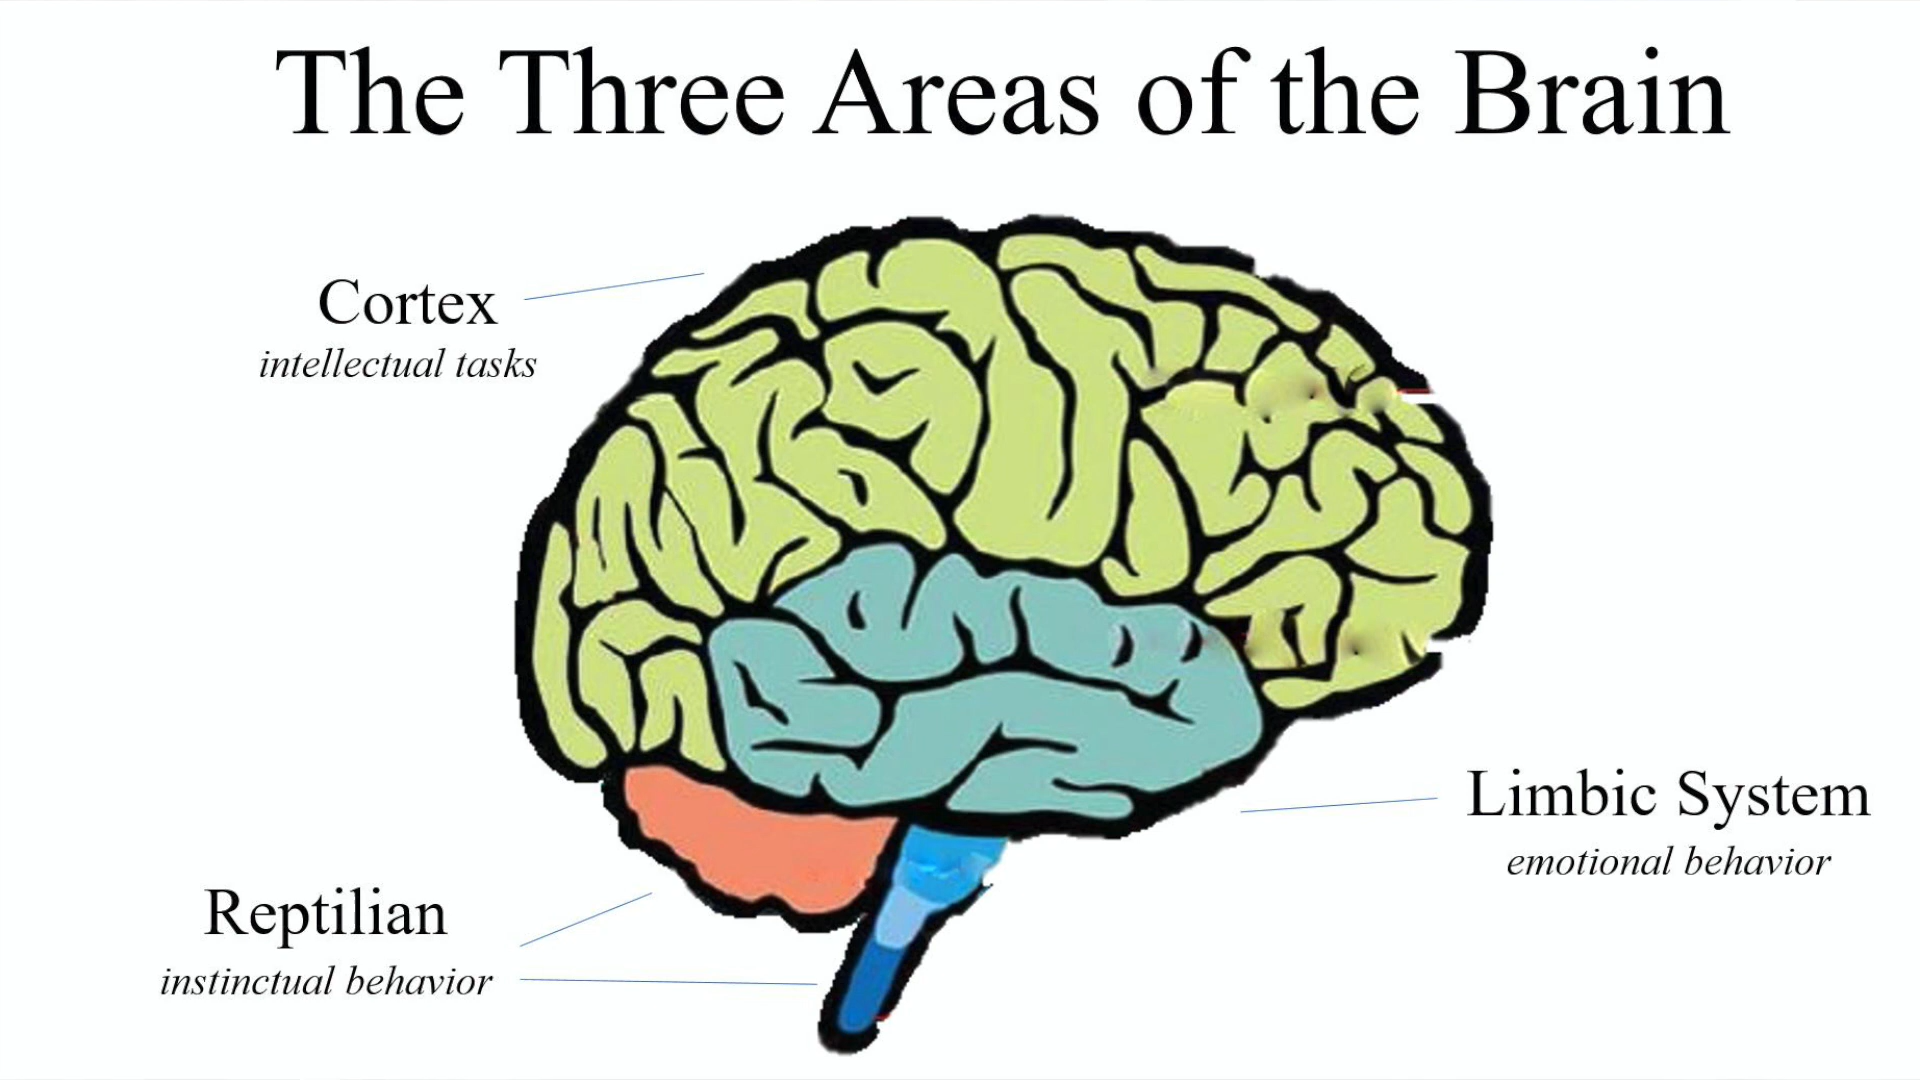 The Three Areas of the Brain
Cortex
intellectual tasks
Limbic System
emotional behavior
Reptilian
instinctual behavior